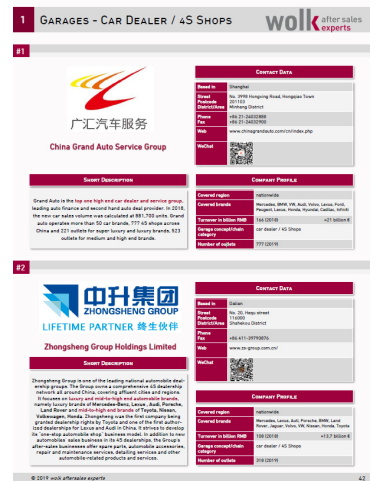 1 GARAGES - CAR DEALER / 4S SHOPS
wolk after sales experts
#1
广汇汽车服务
China Grand Auto Service Group
SHORT DESCRIPTION
Grand Auto is the top one high end car dealer and service group,
leading auto finance and second hand auto deal provider. In 2018,
the new car sales volume was calculated at 881,700 units. Grand
auto operates more than 50 car brands, 777 4S shops across
China and 221 outlets for super luxury and luxury brands, 523
outlets for medium and high end brands.
CONTACT DATA
Based in Shanghai
Street No. 3998 Hongxing Road, Hongqiao Town
Postcode 201103
District/Area Minhang District
Phone +86 21-24032888
Fax +86 21-24032900
Web www.chinagrandauto.com/cnl/index.php
WeChat
COMPANY PROFILE
Covered region nationwide
Covered brands Mercedes, BMW, VW, Audi, Volvo, Lexus, Ford,
Peugeot, Lexus, Honda, Hyundai, Cadillac, Infiniti
Turnover in billion RMB 166 (2018) =21 billion €
Garage concept/chain category car dealer / 4S Shops
Number of outlets 777 (2019)
#2
中升集团
ZHONGSHENG GROUP
LIFETIME PARTNER 终生伙伴
Zhongsheng Group Holdings Limited
SHORT DESCRIPTION
Zhongsheng Group is one of the leading national automobile deal-
ership groups. The Group owns a comprehensive 4S dealership
network all around China, covering affluent cities and regions.
It focuses on luxury and mid-to-high end automobile brands,
namely luxury brands of Mercedes-Benz, Lexus, Audi, Porsche,
Land Rover and mid-to-high end brands of Toyota, Nissan,
Volkswagen, Honda. Zhongsheng was the first company being
granted dealership rights by Toyota and one of the first author-
ized dealerships for Lexus and Audi in China. It strives to develop
its "one-stop automobile shop" business model. In addition to new
automobiles sales business in its 4S dealerships, the Group's
after-sales businesses offer spare parts, automobile accessories,
repair and maintenance services, detailing services and other
automobile-related products and services.
CONTACT DATA
Based in Dalian
Street No. 20, Hequ street
Postcode 116000
District/Area Shahekou District
Phone
Fax +86 411-39790876
Web www.zs-group.com.cn/
WeChat
COMPANY PROFILE
Covered region nationwide
Covered brands Mercedes, Lexus, Audi, Porsche, BMW, Land
Rover, Jaguar, Volvo, VW, Nissan, Honda, Toyota
Turnover in billion RMB 108 (2018) =13,7 billion €
Garage concept/chain category car dealer / 4S Shops
Number of outlets 318 (2019)
© 2019 wolk aftersales experts 42